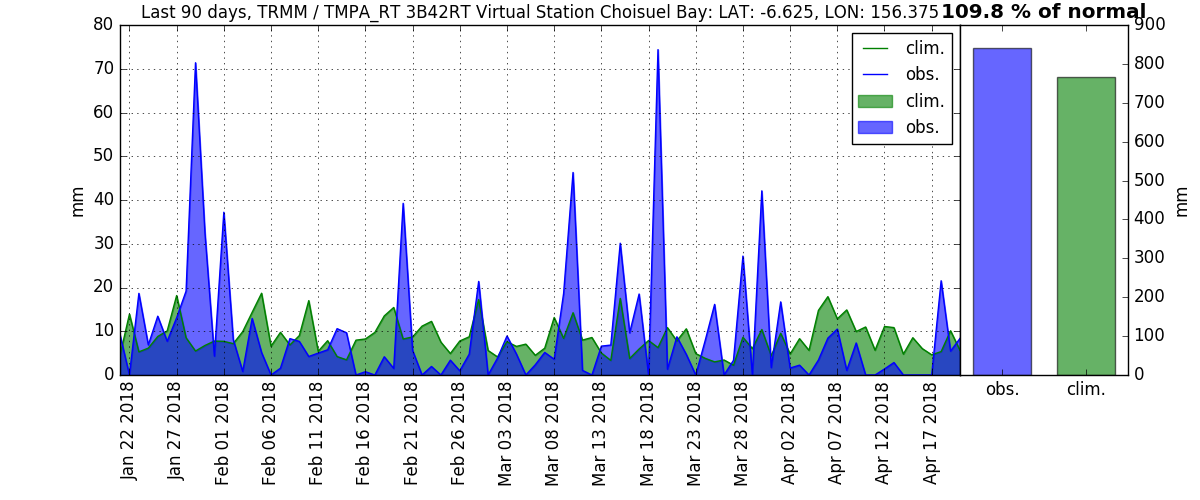 Last 90 days, TRMM / TMPA_RT 3B42RT Virtual Station Choisuel Bay: LAT: -6.625, LON: 156.375
109.8 % of normal
80
70
60
50
40
30
20
10
0
mm
clim.
obs.
clim.
obs.
Jan 22 2018
Jan 27 2018
Feb 01 2018
Feb 06 2018
Feb 11 2018
Feb 16 2018
Feb 21 2018
Feb 26 2018
Mar 03 2018
Mar 08 2018
Mar 13 2018
Mar 18 2018
Mar 23 2018
Mar 28 2018
Apr 02 2018
Apr 07 2018
Apr 12 2018
Apr 17 2018
900
800
700
600
500
400
300
200
100
0
mm
obs.
clim.